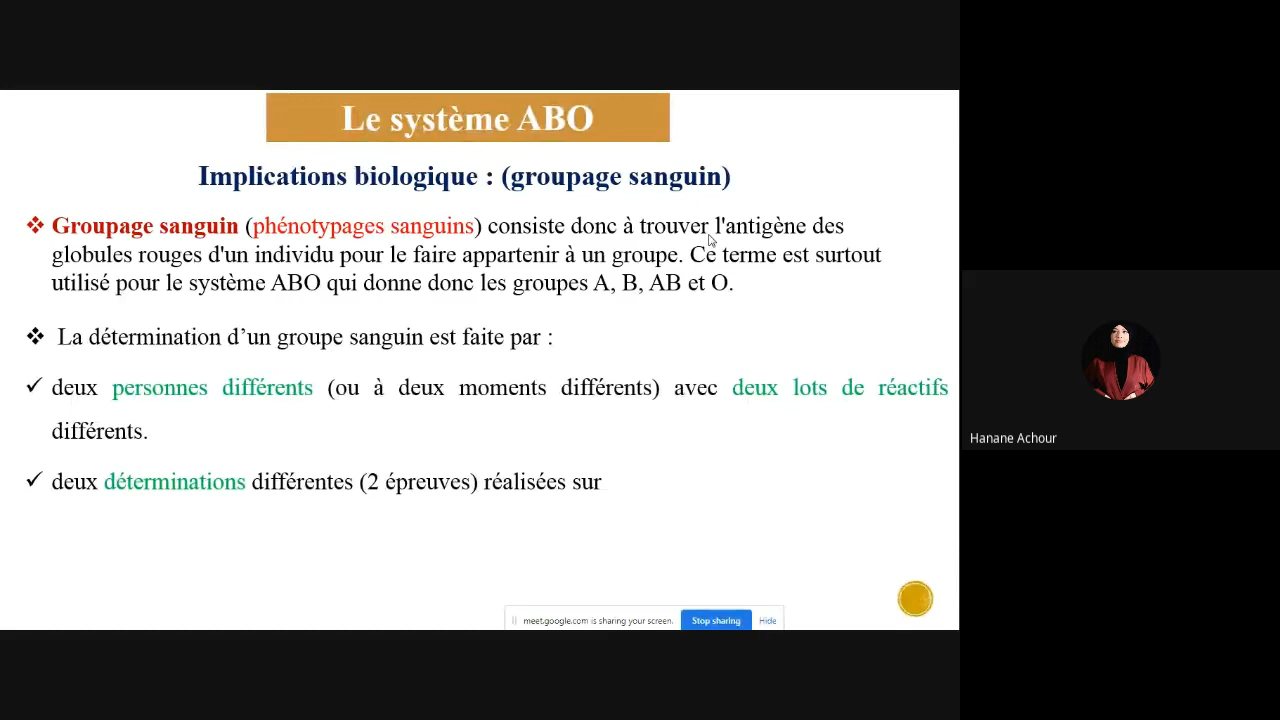 Le système ABO
Implications biologique : (groupage sanguin)
❖ Groupage sanguin (phénotypages sanguins) consiste donc à trouver l'antigène des
globules rouges d'un individu pour le faire appartenir à un groupe. Ce terme est surtout
utilisé pour le système ABO qui donne donc les groupes A, B, AB et O.
❖ La détermination d’un groupe sanguin est faite par :
✓ deux personnes différents (ou à deux moments différents) avec deux lots de réactifs
différents.
✓ deux déterminations différentes (2 épreuves) réalisées sur
meet.google.com is sharing your screen. Stop sharing Hide
Hanane Achour